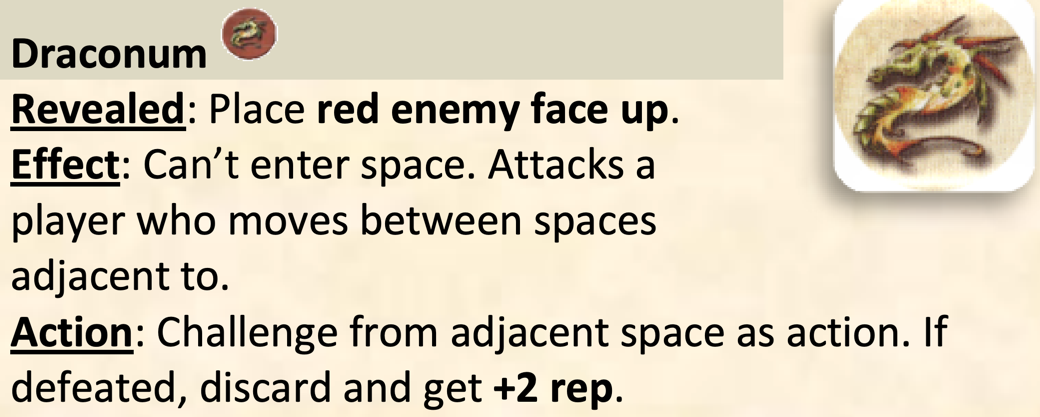 Draconum
Revealed: Place red enemy face up.
Effect: Can’t enter space. Attacks a
player who moves between spaces
adjacent to.
Action: Challenge from adjacent space as action. If
defeated, discard and get +2 rep.